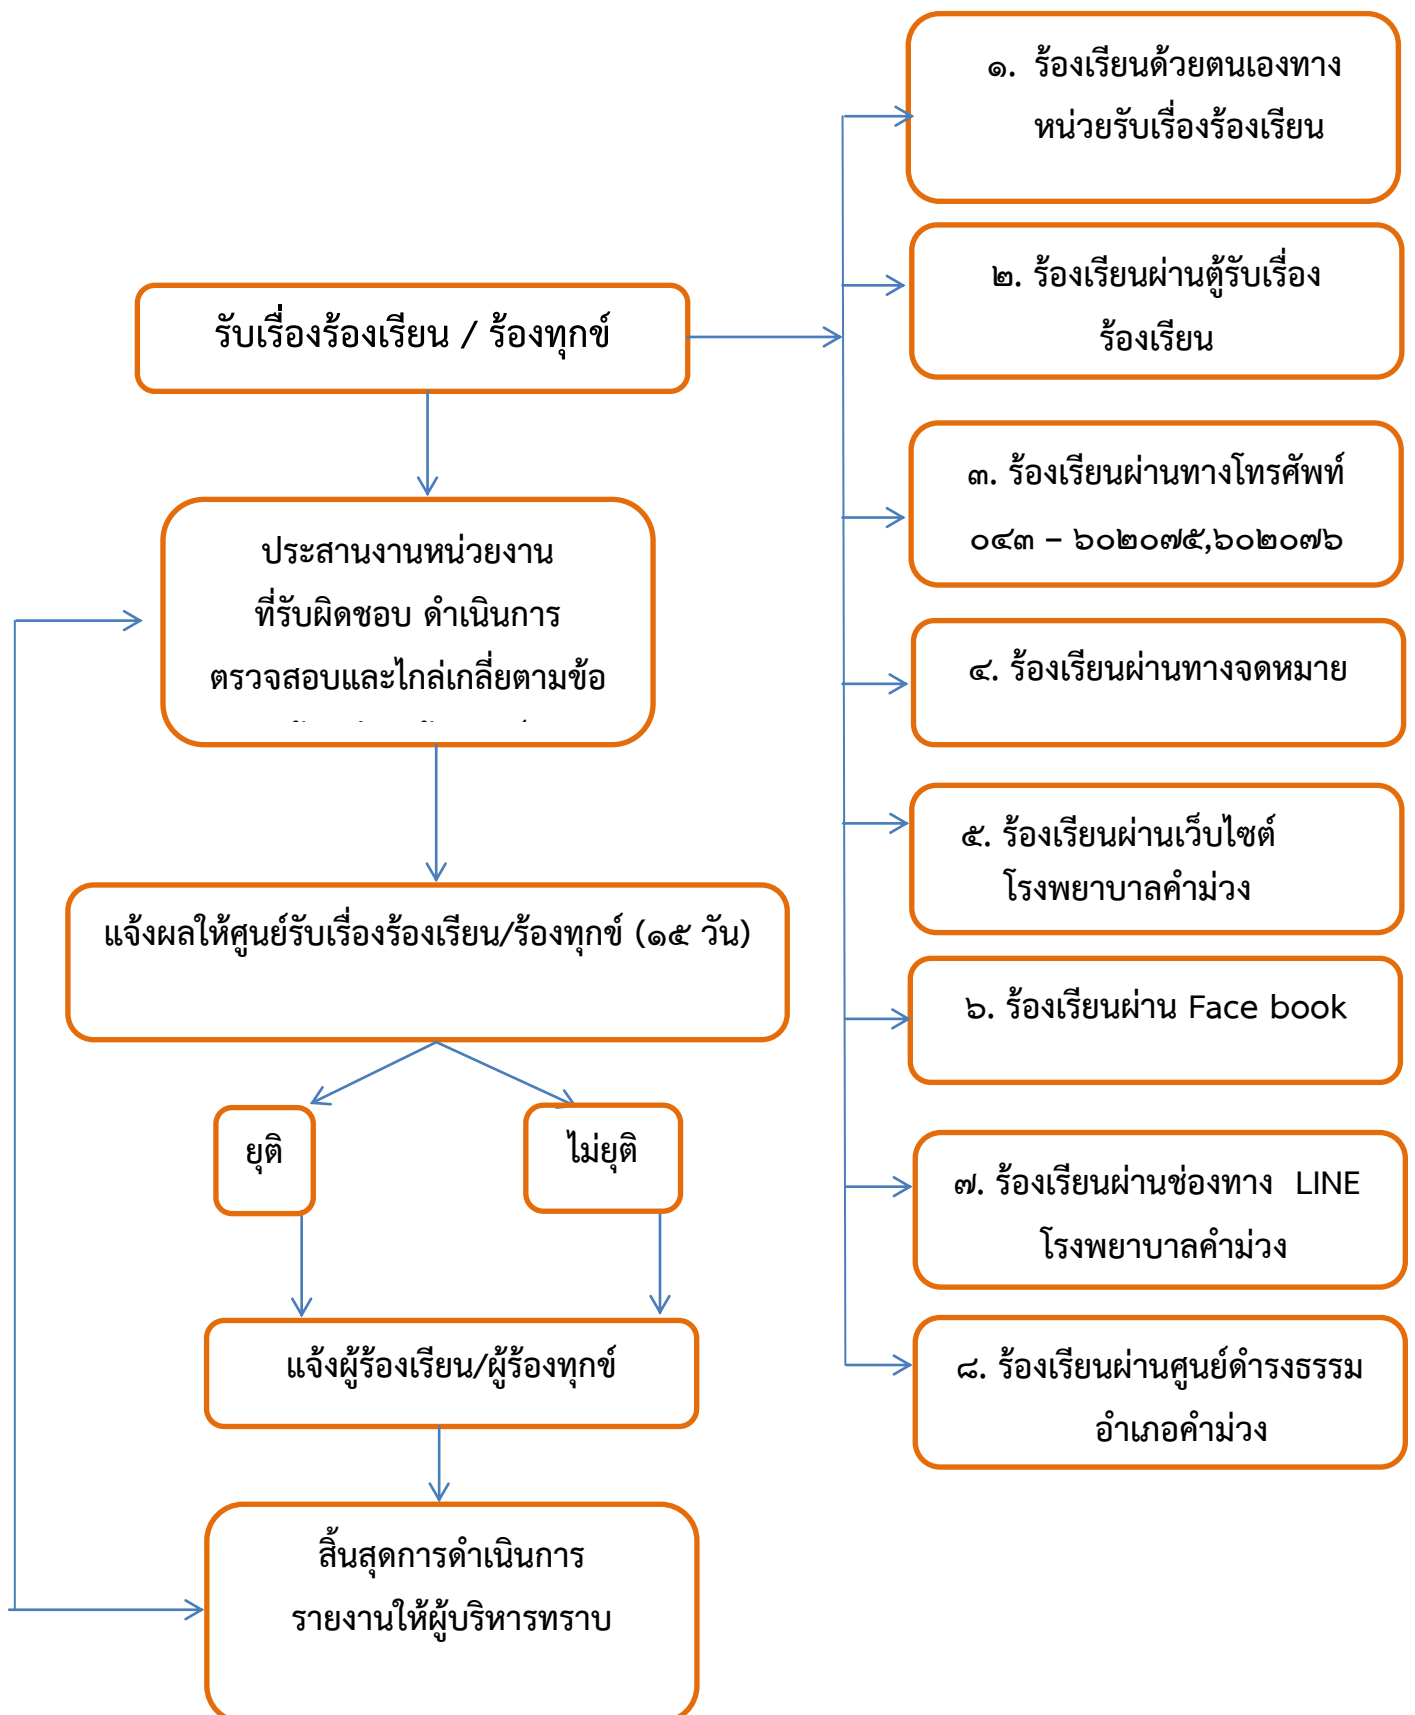 รับเรื่องร้องเรียน / ร้องทุกข์
ประสานงานหน่วยงาน
ที่รับผิดชอบ ดำเนินการ
ตรวจสอบและไกล่เกลี่ยตามข้อ
แจ้งผลให้ศูนย์รับเรื่องร้องเรียน/ร้องทุกข์ (๑๕ วัน)
ยุติ
ไม่ยุติ
แจ้งผู้ร้องเรียน/ผู้ร้องทุกข์
สิ้นสุดการดำเนินการ
รายงานให้ผู้บริหารทราบ
๑. ร้องเรียนด้วยตนเองทาง
หน่วยรับเรื่องร้องเรียน
๒. ร้องเรียนผ่านตู้รับเรื่อง
ร้องเรียน
๓. ร้องเรียนผ่านทางโทรศัพท์
๐๔๓ – ๖๐๒๐๗๕,๖๐๒๐๗๖
๔. ร้องเรียนผ่านทางจดหมาย
๕. ร้องเรียนผ่านเว็บไซต์
โรงพยาบาลคำม่วง
๖. ร้องเรียนผ่าน Face book
๗. ร้องเรียนผ่านช่องทาง LINE
โรงพยาบาลคำม่วง
๘. ร้องเรียนผ่านศูนย์ดำรงธรรม
อำเภอคำม่วง